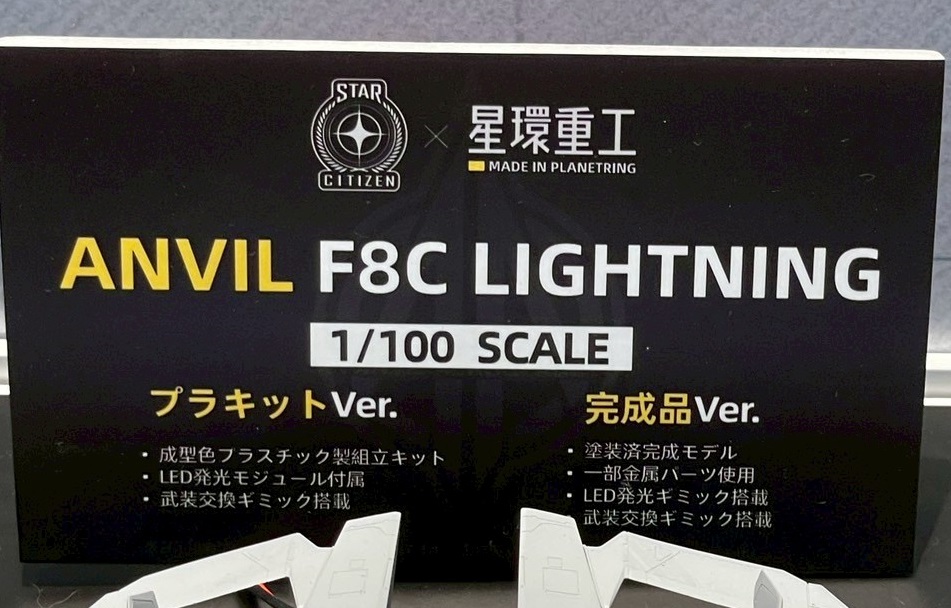 STAR
CITIZEN
×
星環重工
MADE IN PLANETRING
ANVIL F8C LIGHTNING
1/100 SCALE
プラキットVer.
・成型色プラスチック製組立キット
・LED発光モジュール付属
・武装交換ギミック搭載
完成品Ver.
・塗装済完成モデル
・一部金属パーツ使用
・LED発光ギミック搭載
・武装交換ギミック搭載